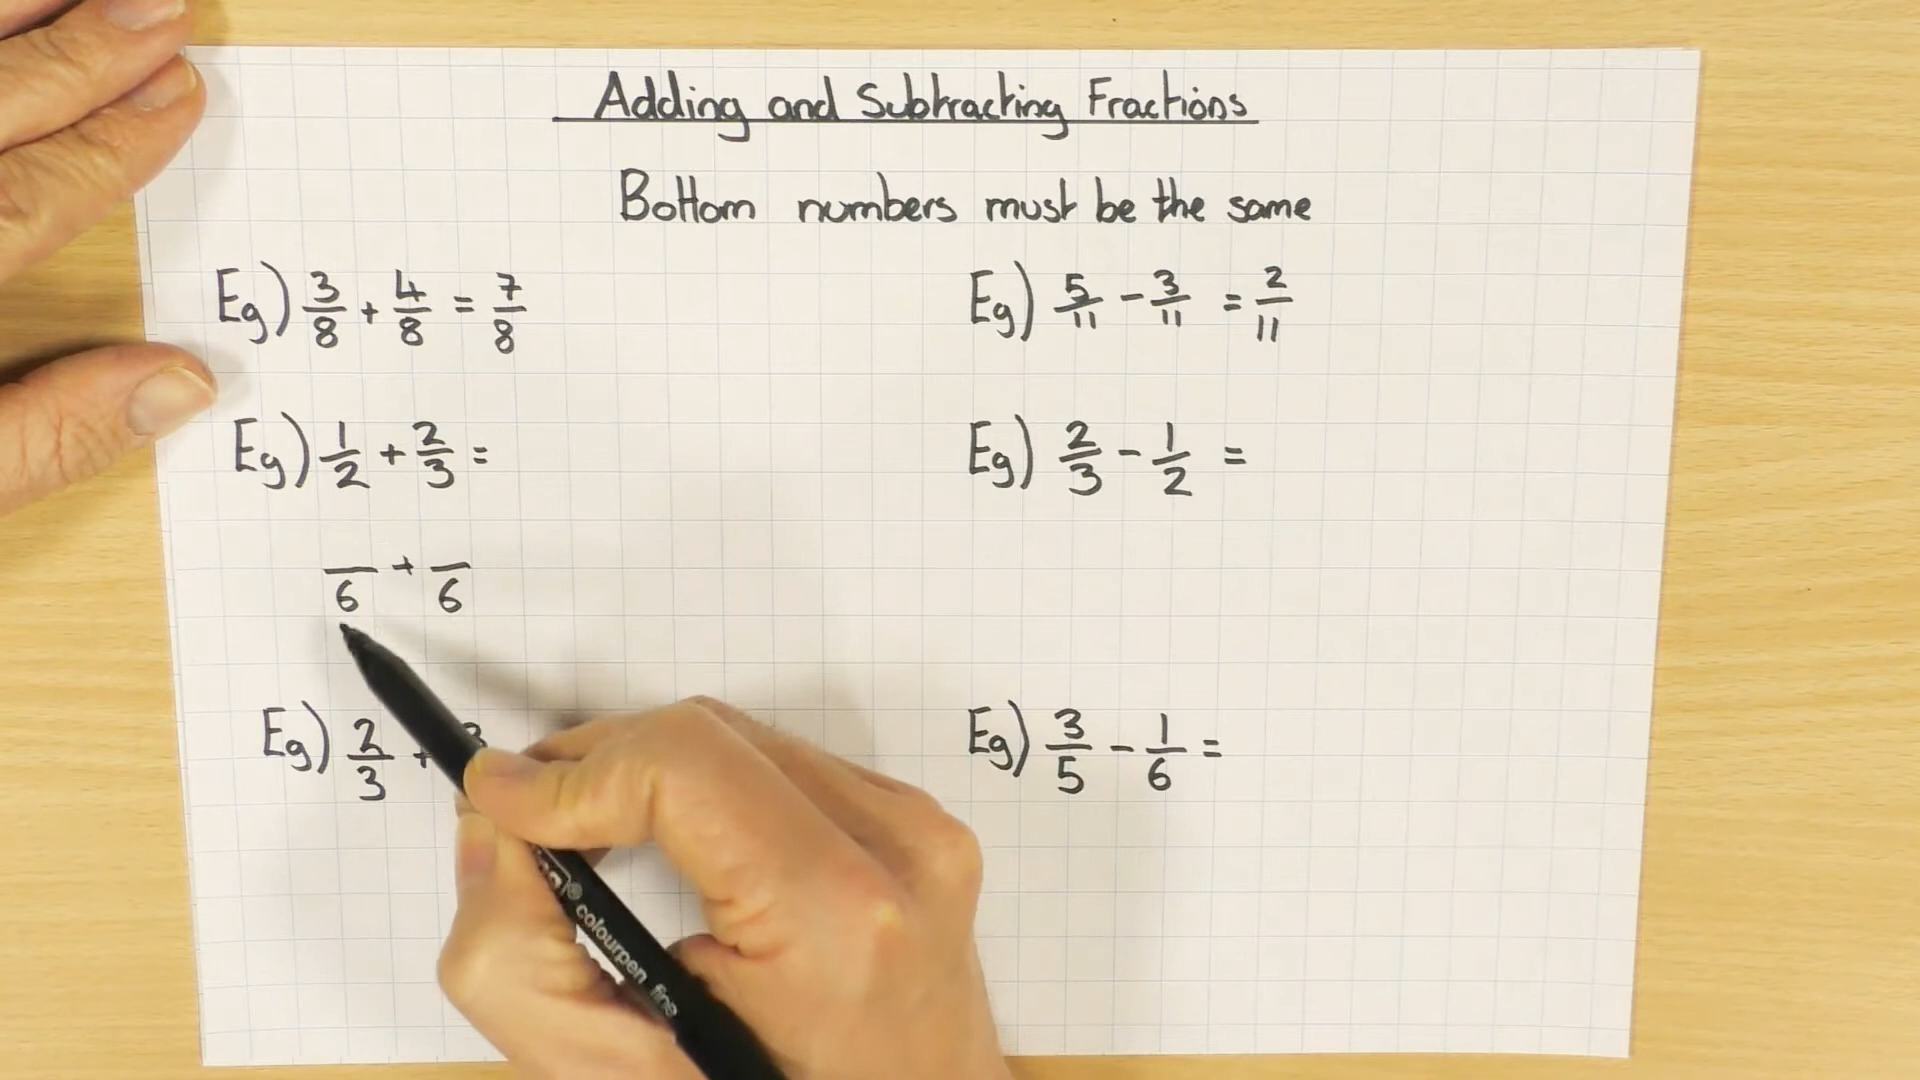 Adding and Subtracting Fractions
Bottom numbers must be the same
Eg) 3/8 + 4/8 = 7/8
Eg) 5/11 - 3/11 = 2/11
Eg) 1/2 + 2/3 =
Eg) 2/3 - 1/2 =
/6 + /6
Eg) 2/3 +
Eg) 3/5 - 1/6 =
colourpen fine